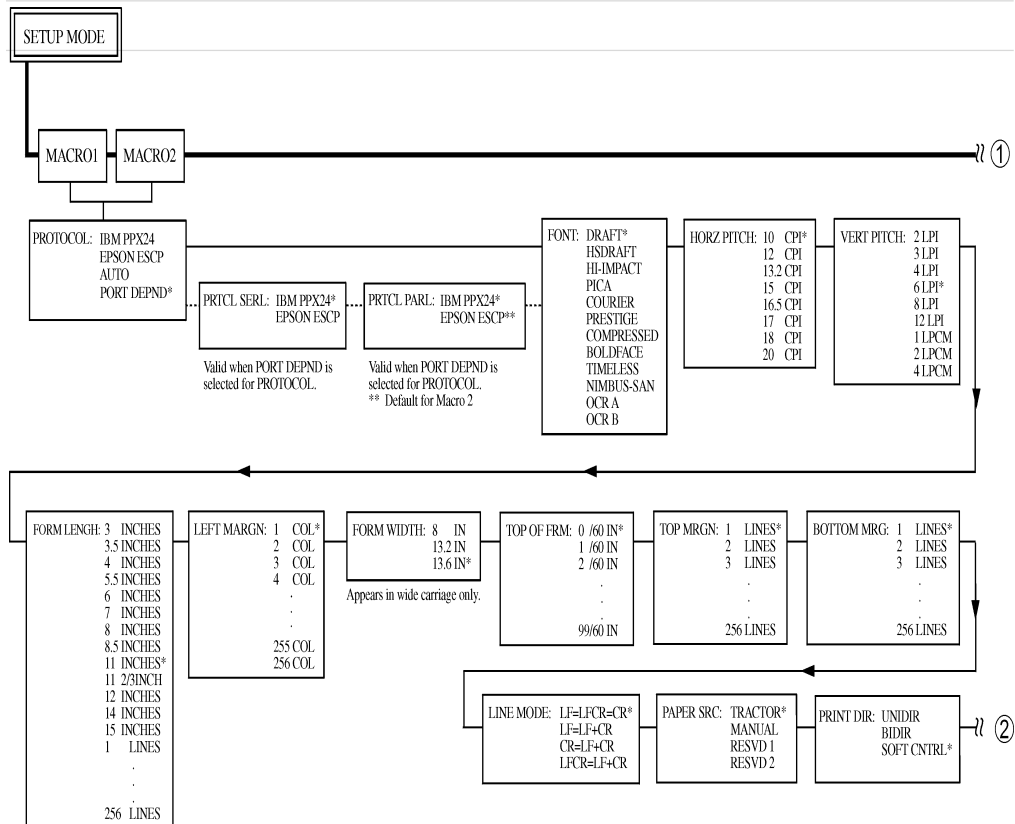 SETUP MODE
MACRO1
MACRO2
①
PROTOCOL: IBM PPX24
EPSON ESCP
AUTO
PORT DEPND*
PRTCL SERL: IBM PPX24*
EPSON ESCP
Valid when PORT DEPND is
selected for PROTOCOL.
PRTCL PARL: IBM PPX24*
EPSON ESCP**
Valid when PORT DEPND is
selected for PROTOCOL.
** Default for Macro 2
FONT: DRAFT*
HSDRAFT
HI-IMPACT
PICA
COURIER
PRESTIGE
COMPRESSED
BOLDFACE
TIMELESS
NIMBUS-SAN
OCR A
OCR B
HORZ PITCH: 10 CPI*
12 CPI
13.2 CPI
15 CPI
16.5 CPI
17 CPI
18 CPI
20 CPI
VERT PITCH: 2 LPI
3 LPI
4 LPI
6 LPI*
8 LPI
12 LPI
1 LPCM
2 LPCM
4 LPCM
FORM LENGH: 3 INCHES
3.5 INCHES
4 INCHES
5.5 INCHES
6 INCHES
7 INCHES
8 INCHES
8.5 INCHES
11 INCHES*
11 2/3INCH
12 INCHES
14 INCHES
15 INCHES
1 LINES
.
.
.
256 LINES
LEFT MARGN: 1 COL*
2 COL
3 COL
4 COL
.
.
.
255 COL
256 COL
FORM WIDTH: 8 IN
13.2 IN
13.6 IN*
Appears in wide carriage only.
TOP OF FRM: 0 /60 IN*
1 /60 IN
2 /60 IN
.
.
.
99/60 IN
TOP MRGN: 1 LINES*
2 LINES
3 LINES
.
.
.
256 LINES
BOTTOM MRG: 1 LINES*
2 LINES
3 LINES
.
.
.
256 LINES
LINE MODE: LF=LFCR=CR*
LF=LF+CR
CR=LF+CR
LFCR=LF+CR
PAPER SRC: TRACTOR*
MANUAL
RESVD 1
RESVD 2
PRINT DIR: UNIDIR
BIDIR
SOFT CNTRL*
②